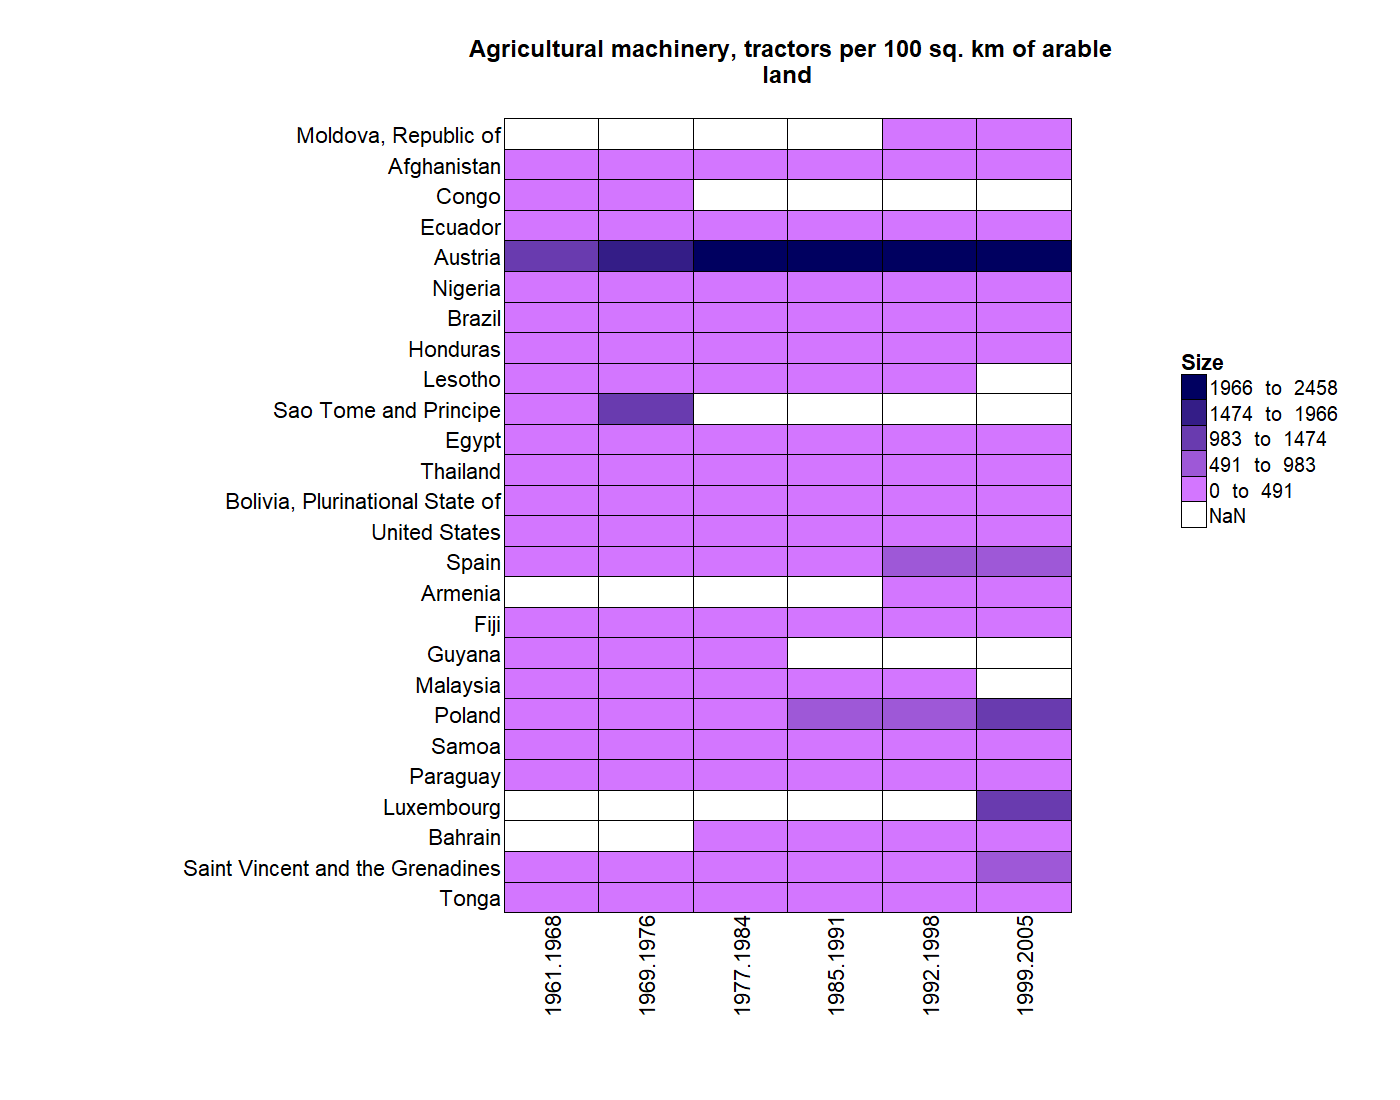 Agricultural machinery, tractors per 100 sq. km of arable
land
Moldova, Republic of
Afghanistan
Congo
Ecuador
Austria
Nigeria
Brazil
Honduras
Lesotho
Sao Tome and Principe
Egypt
Thailand
Bolivia, Plurinational State of
United States
Spain
Armenia
Fiji
Guyana
Malaysia
Poland
Samoa
Paraguay
Luxembourg
Bahrain
Saint Vincent and the Grenadines
Tonga
1961.1968
1969.1976
1977.1984
1985.1991
1992.1998
1999.2005
Size
1966 to 2458
1474 to 1966
983 to 1474
491 to 983
0 to 491
NaN